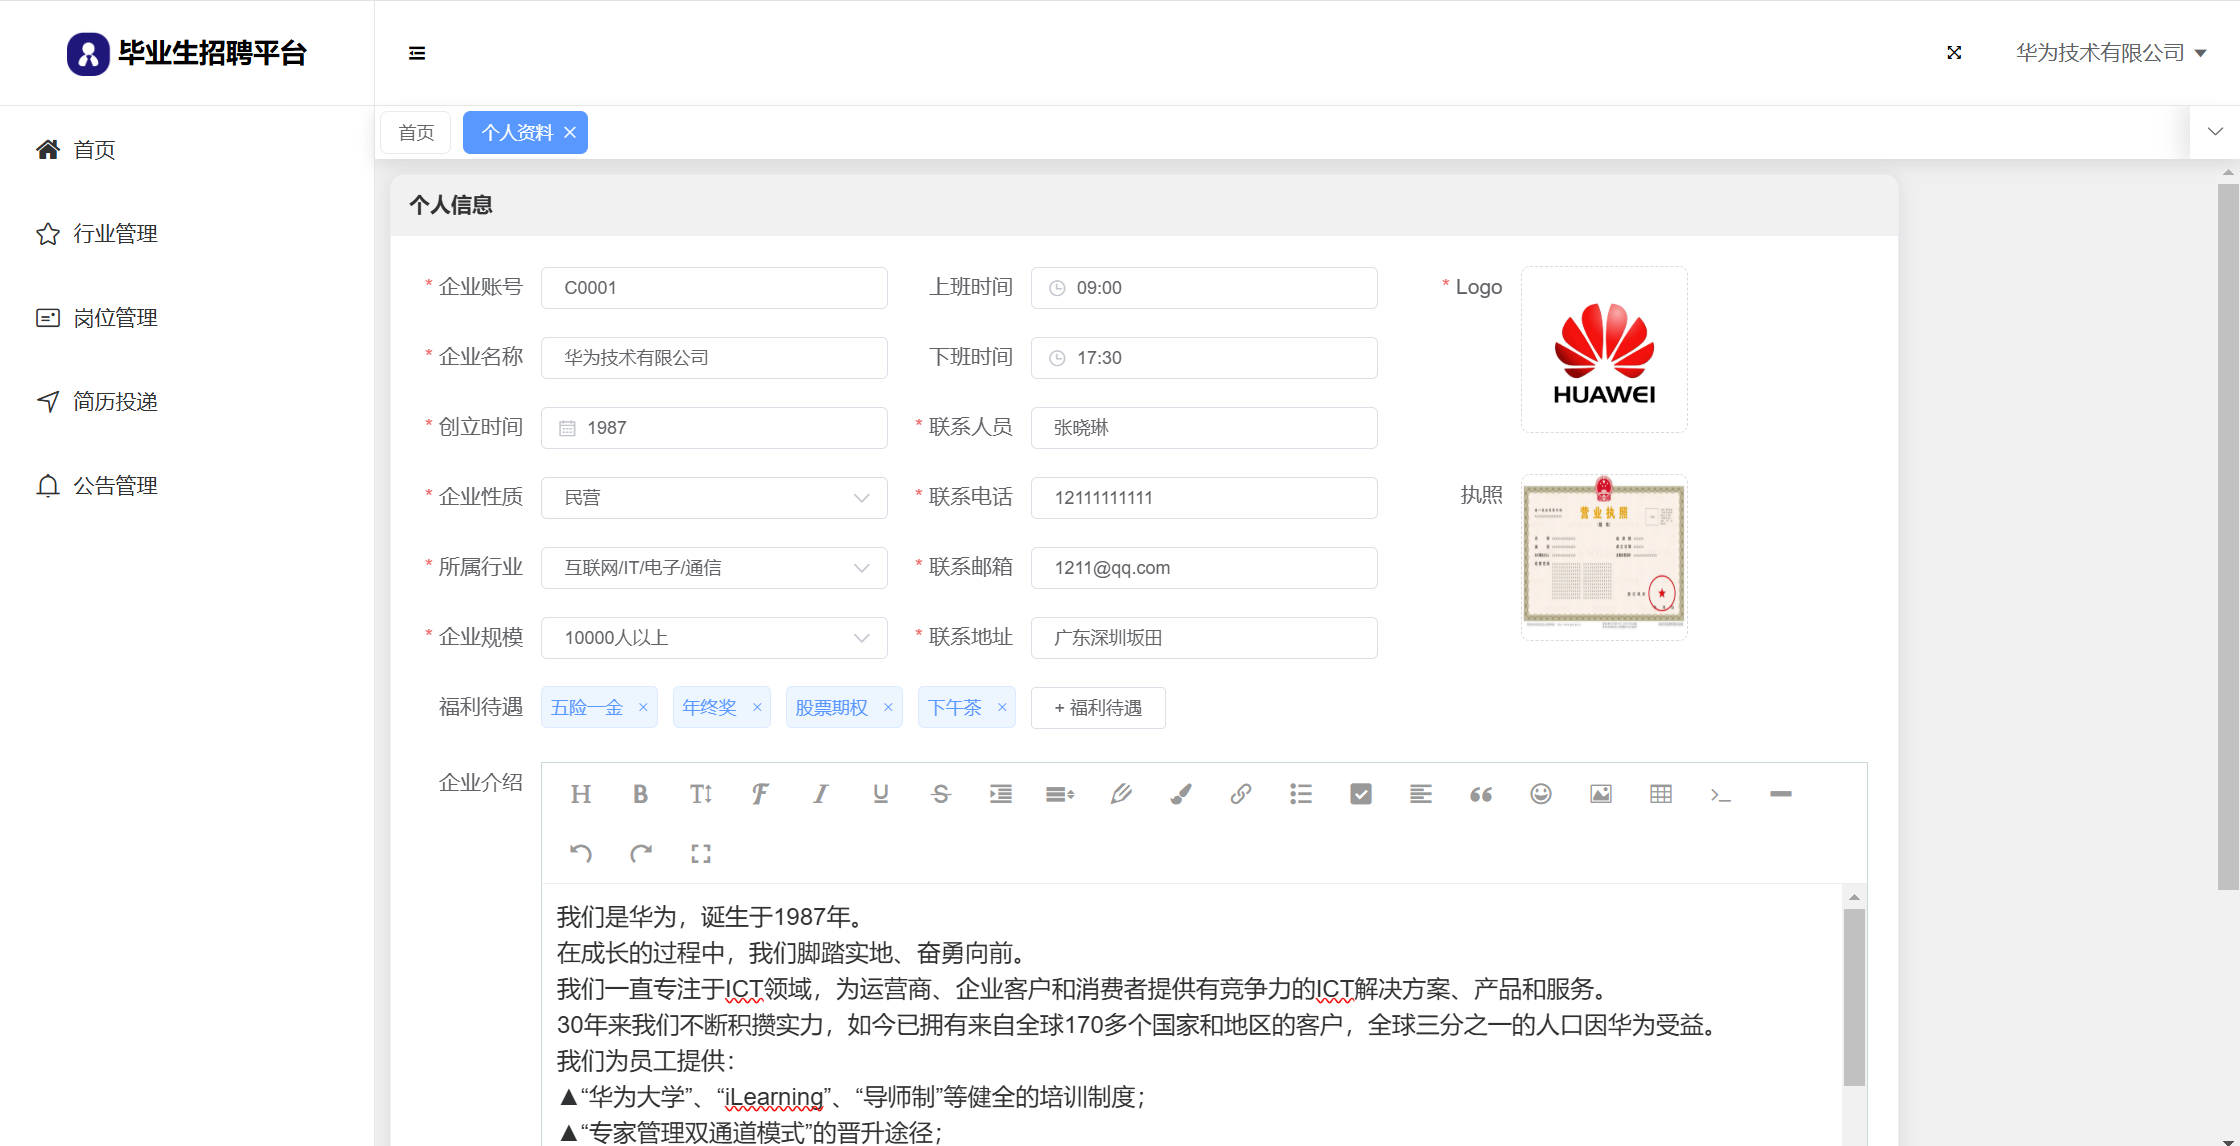 毕业生招聘平台
华为技术有限公司
首页
行业管理
岗位管理
简历投递
公告管理
首页 个人资料 ×
个人信息
* 企业账号 C0001 上班时间 09:00 * Logo
HUAWEI
* 企业名称 华为技术有限公司 下班时间 17:30
* 创立时间 1987 * 联系人员 张晓琳
* 企业性质 民营 * 联系电话 12111111111 执照
营业执照
* 所属行业 互联网/IT/电子/通信 * 联系邮箱 1211@qq.com
* 企业规模 10000人以上 * 联系地址 广东深圳坂田
福利待遇 五险一金 × 年终奖 × 股票期权 × 下午茶 × + 福利待遇
企业介绍
我们是华为，诞生于1987年。
在成长的过程中，我们脚踏实地、奋勇向前。
我们一直专注于ICT领域，为运营商、企业客户和消费者提供有竞争力的ICT解决方案、产品和服务。
30年来我们不断积攒实力，如今已拥有来自全球170多个国家和地区的客户，全球三分之一的人口因华为受益。
我们为员工提供：
▲“华为大学”、“iLearning”、“导师制”等健全的培训制度；
▲“专家管理双通道模式”的晋升途径；